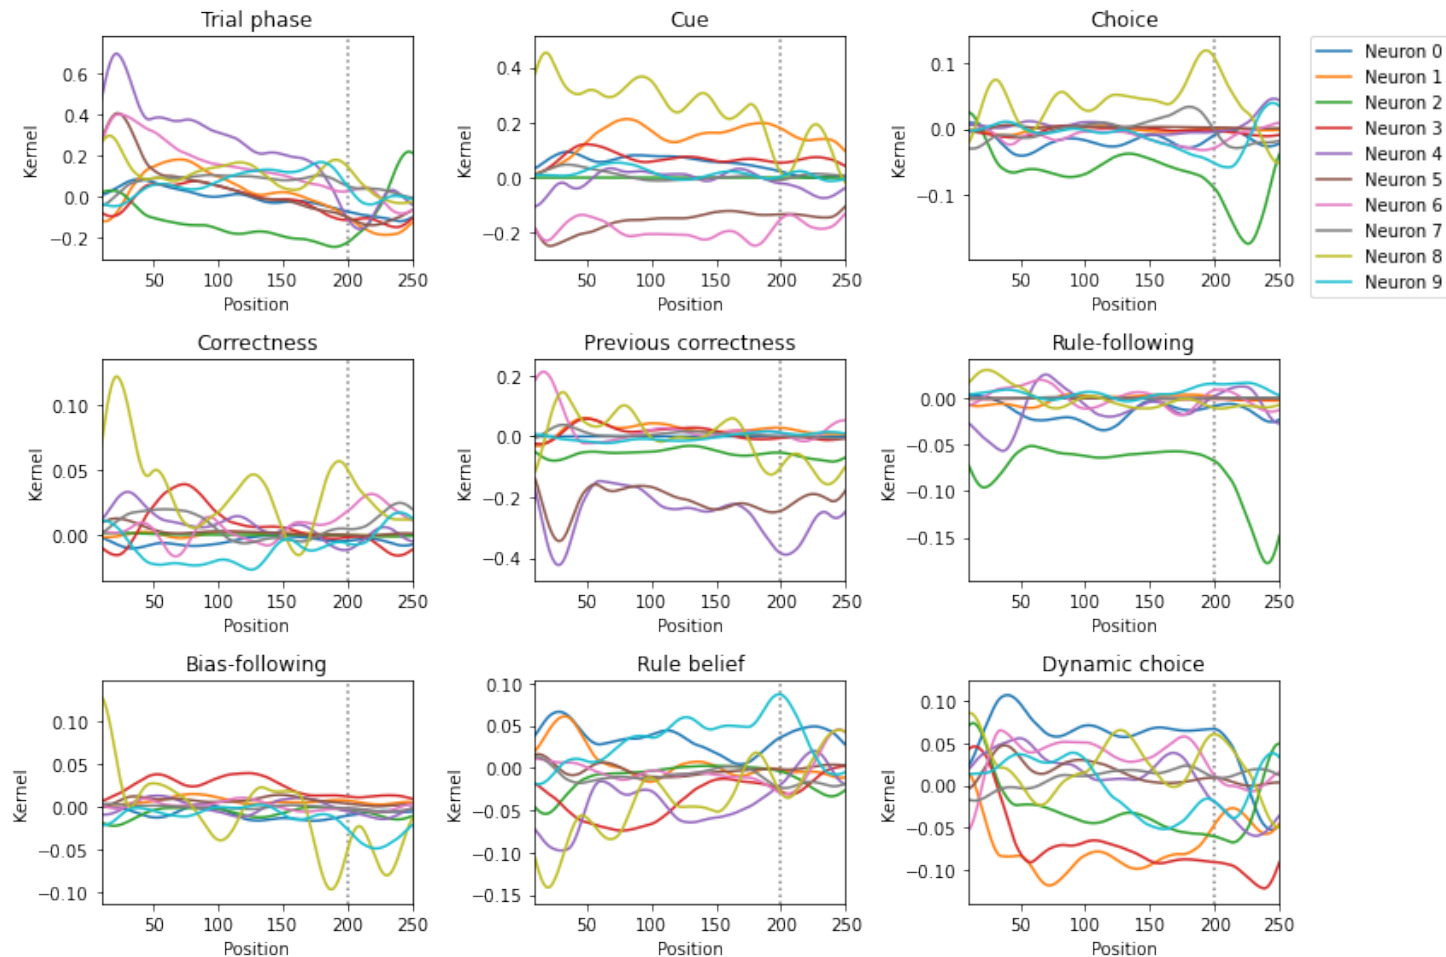 Trial phase
Kernel
0.6
0.4
0.2
0.0
−0.2
50 100 150 200 250
Position
Cue
Kernel
0.4
0.2
0.0
−0.2
50 100 150 200 250
Position
Choice
Kernel
0.1
0.0
−0.1
50 100 150 200 250
Position
Neuron 0
Neuron 1
Neuron 2
Neuron 3
Neuron 4
Neuron 5
Neuron 6
Neuron 7
Neuron 8
Neuron 9
Correctness
Kernel
0.10
0.05
0.00
50 100 150 200 250
Position
Previous correctness
Kernel
0.2
0.0
−0.2
−0.4
50 100 150 200 250
Position
Rule-following
Kernel
0.00
−0.05
−0.10
−0.15
50 100 150 200 250
Position
Bias-following
Kernel
0.10
0.05
0.00
−0.05
−0.10
50 100 150 200 250
Position
Rule belief
Kernel
0.10
0.05
0.00
−0.05
−0.10
−0.15
50 100 150 200 250
Position
Dynamic choice
Kernel
0.10
0.05
0.00
−0.05
−0.10
50 100 150 200 250
Position